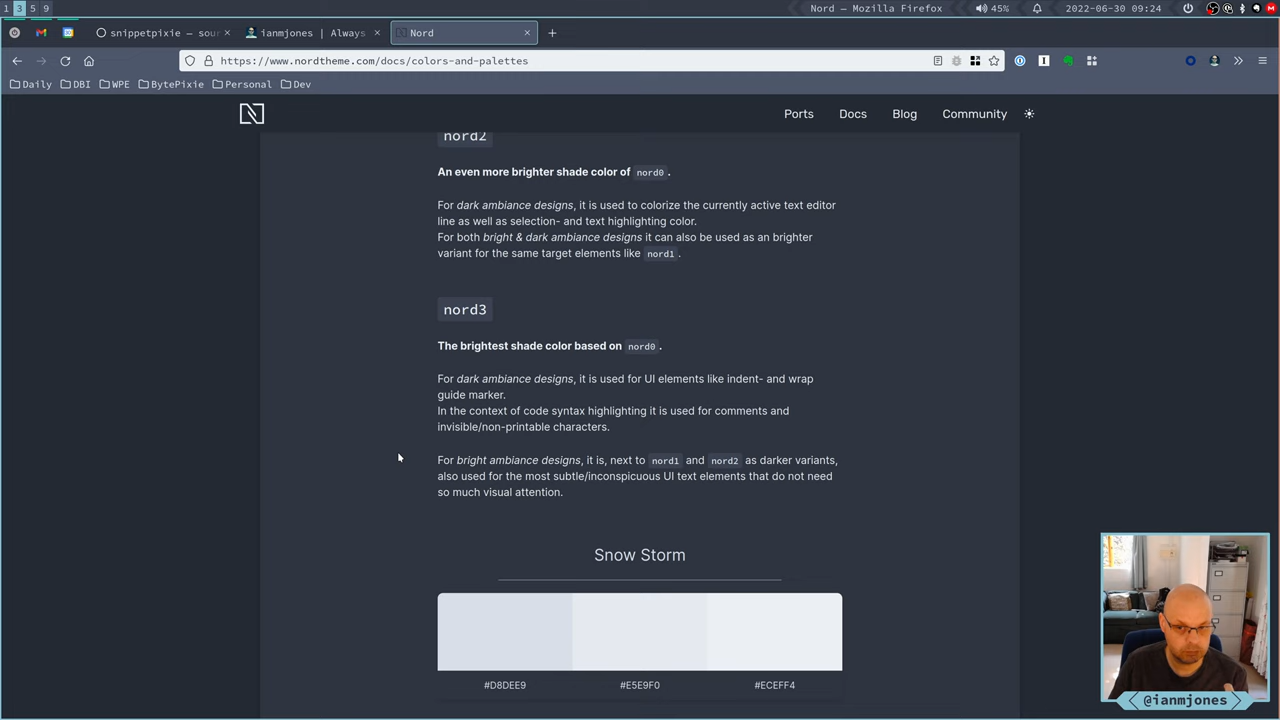 1 3 5 9
Nord — Mozilla Firefox
45%
2022-06-30 09:24
snippetpixie — sour
ianmjones | Always
Nord
https://www.nordtheme.com/docs/colors-and-palettes
Daily DBI WPE BytePixie Personal Dev
Ports Docs Blog Community
nord2
An even more brighter shade color of nord0.
For dark ambiance designs, it is used to colorize the currently active text editor
line as well as selection- and text highlighting color.
For both bright & dark ambiance designs it can also be used as an brighter
variant for the same target elements like nord1.
nord3
The brightest shade color based on nord0.
For dark ambiance designs, it is used for UI elements like indent- and wrap
guide marker.
In the context of code syntax highlighting it is used for comments and
invisible/non-printable characters.
For bright ambiance designs, it is, next to nord1 and nord2 as darker variants,
also used for the most subtle/inconspicuous UI text elements that do not need
so much visual attention.
Snow Storm
#D8DEE9 #E5E9F0 #ECEFF4
@ianmjones